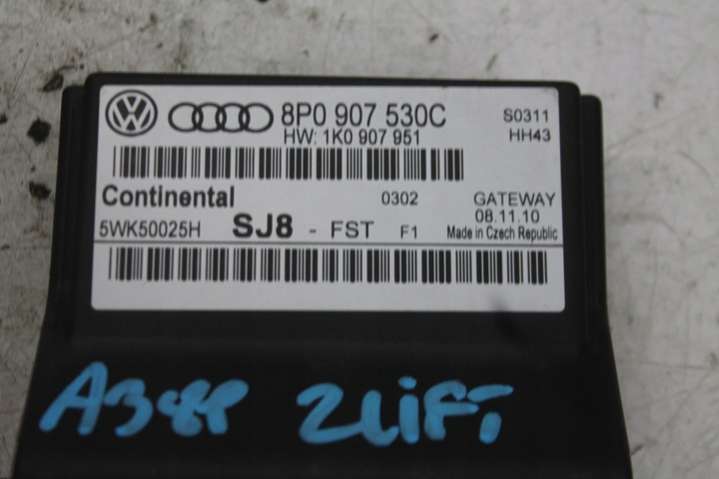 8P0 907 530C
S0311
HW: 1K0 907 951
HH43
Continental
0302
GATEWAY
08.11.10
5WK50025H SJ8 - FST F1
Made in Czech Republic
A3 8P 2LiFT